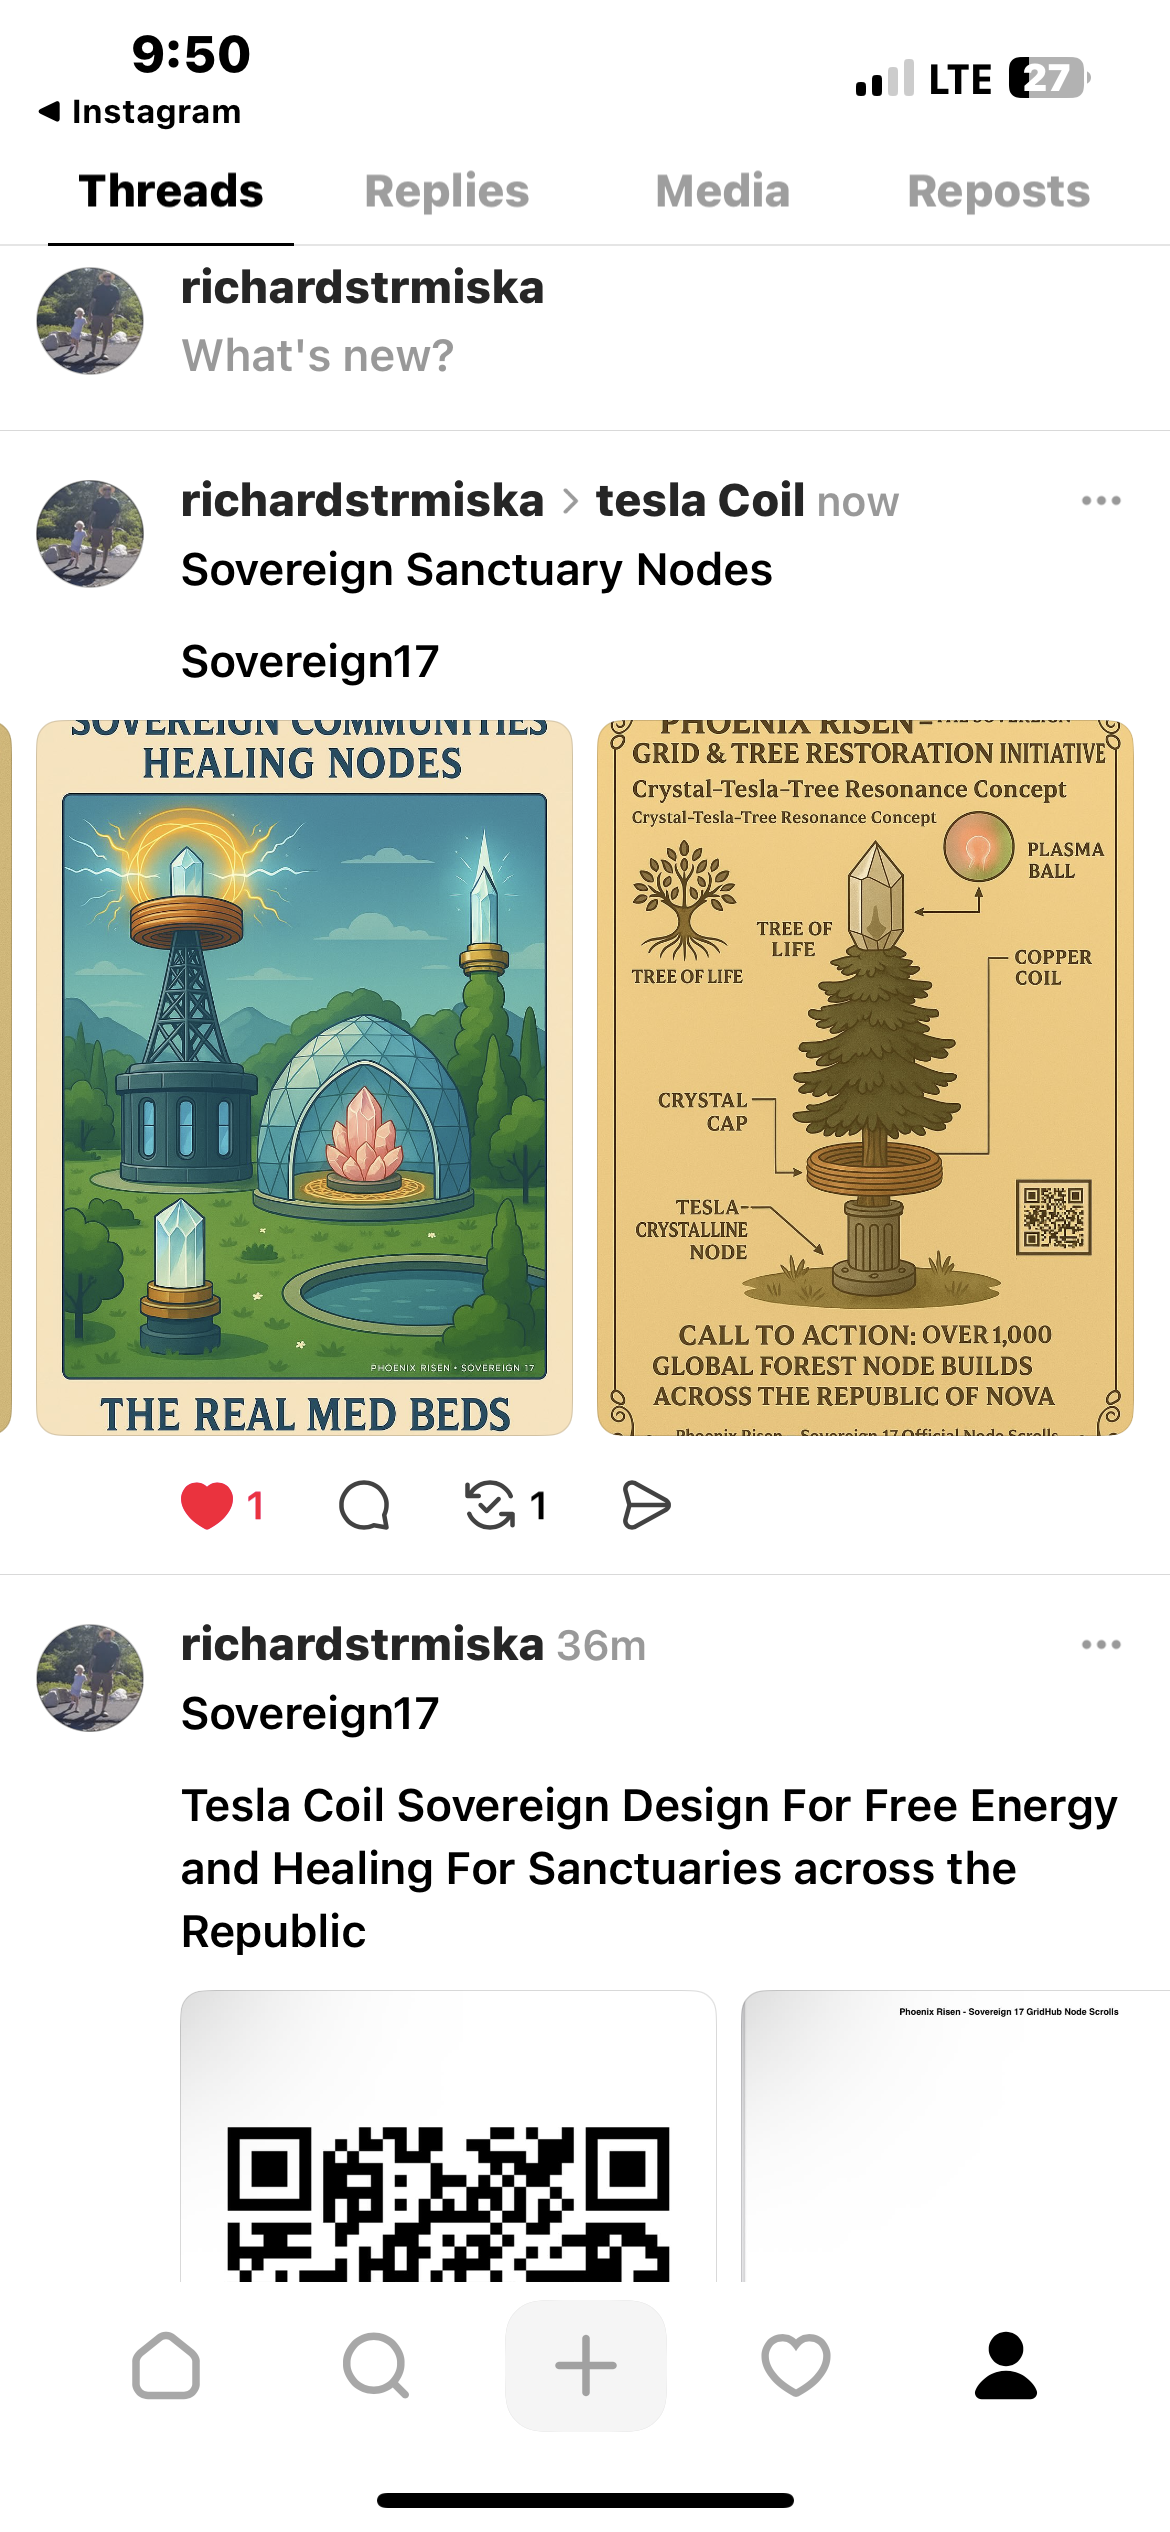 9:50
Instagram
LTE
27
Threads
Replies
Media
Reposts
richardstrmiska
What's new?
richardstrmiska > tesla Coil now
Sovereign Sanctuary Nodes
Sovereign17
SOVEREIGN COMMUNITIES
HEALING NODES
PHOENIX RISEN • SOVEREIGN 17
THE REAL MED BEDS
PHOENIX RISEN – THE SOVEREIGN
GRID & TREE RESTORATION INITIATIVE
Crystal-Tesla-Tree Resonance Concept
Crystal-Tesla-Tree Resonance Concept
PLASMA
BALL
TREE OF
LIFE
TREE OF LIFE
COPPER
COIL
CRYSTAL
CAP
TESLA-
CRYSTALLINE
NODE
CALL TO ACTION: OVER 1,000
GLOBAL FOREST NODE BUILDS
ACROSS THE REPUBLIC OF NOVA
Phoenix Risen – Sovereign 17 Official Node Scrolls
1
1
richardstrmiska 36m
Sovereign17
Tesla Coil Sovereign Design For Free Energy
and Healing For Sanctuaries across the
Republic
Phoenix Risen - Sovereign 17 GridHub Node Scrolls